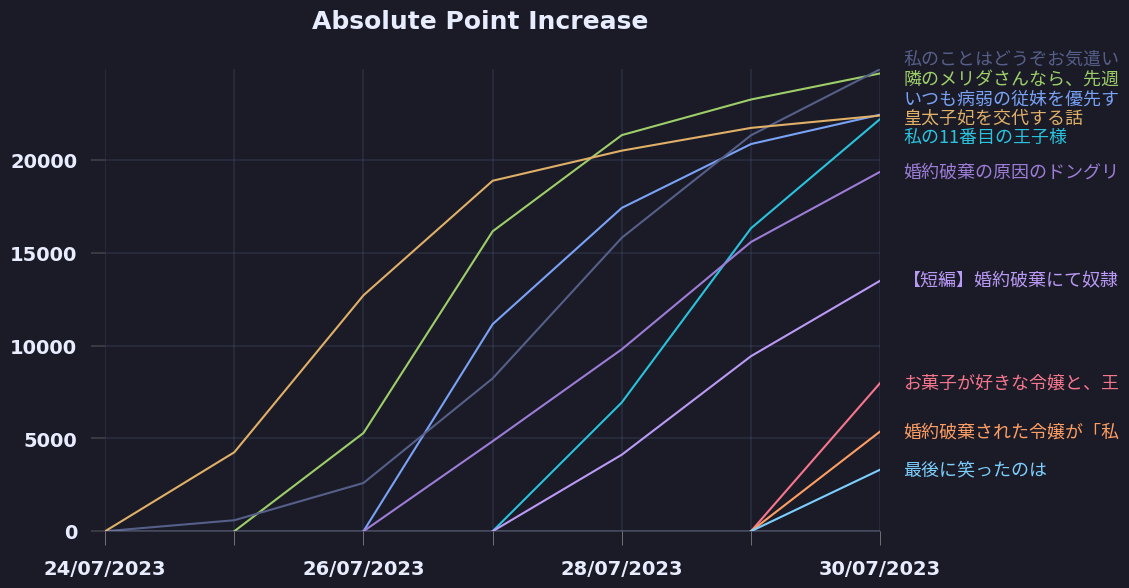 Absolute Point Increase
私のことはどうぞお気遣い
隣のメリダさんなら、先週
いつも病弱の従妹を優先す
皇太子妃を交代する話
私の11番目の王子様
婚約破棄の原因のドングリ
【短編】婚約破棄にて奴隷
お菓子が好きな令嬢と、王
婚約破棄された令嬢が「私
最後に笑ったのは
20000
15000
10000
5000
0
24/07/2023
26/07/2023
28/07/2023
30/07/2023